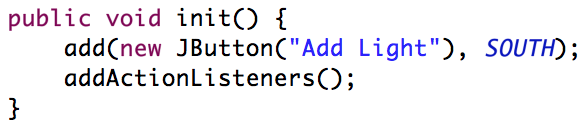 public void init() {
    add(new JButton("Add Light"), SOUTH);
    addActionListeners();
}